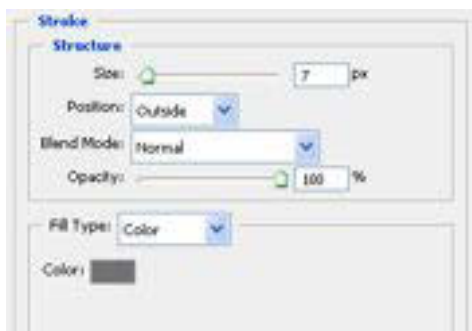 Stroke
Structure
Size: 7 px
Position: Outside
Blend Mode: Normal
Opacity: 100 %
Fill Type: Color
Color: